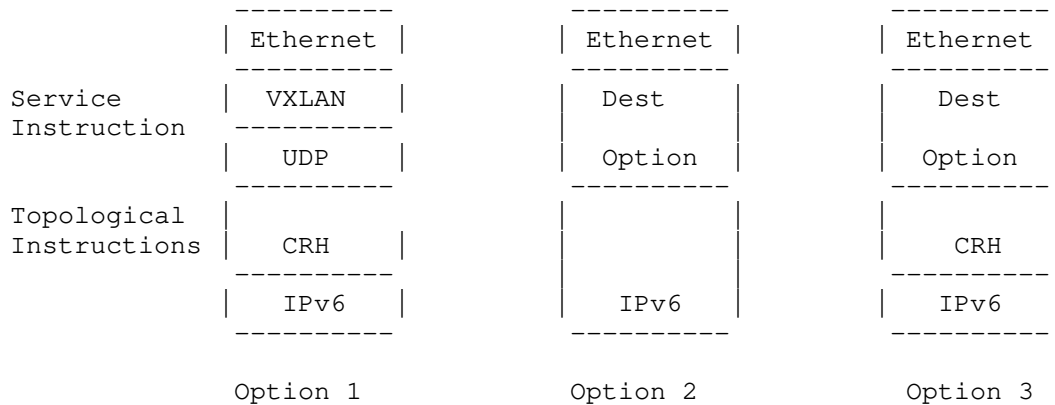 ----------            ----------            ----------
| Ethernet |          | Ethernet |          | Ethernet
 ----------            ----------            ----------
Service | VXLAN | | Dest | | Dest
Instruction ---------- | | |
| UDP | | Option | | Option
 ----------            ----------            ----------
Topological | | | |
Instructions | CRH | | | | CRH
 ---------- | | ----------
| IPv6 | | IPv6 | | IPv6
 ----------            ----------            ----------
Option 1 Option 2 Option 3